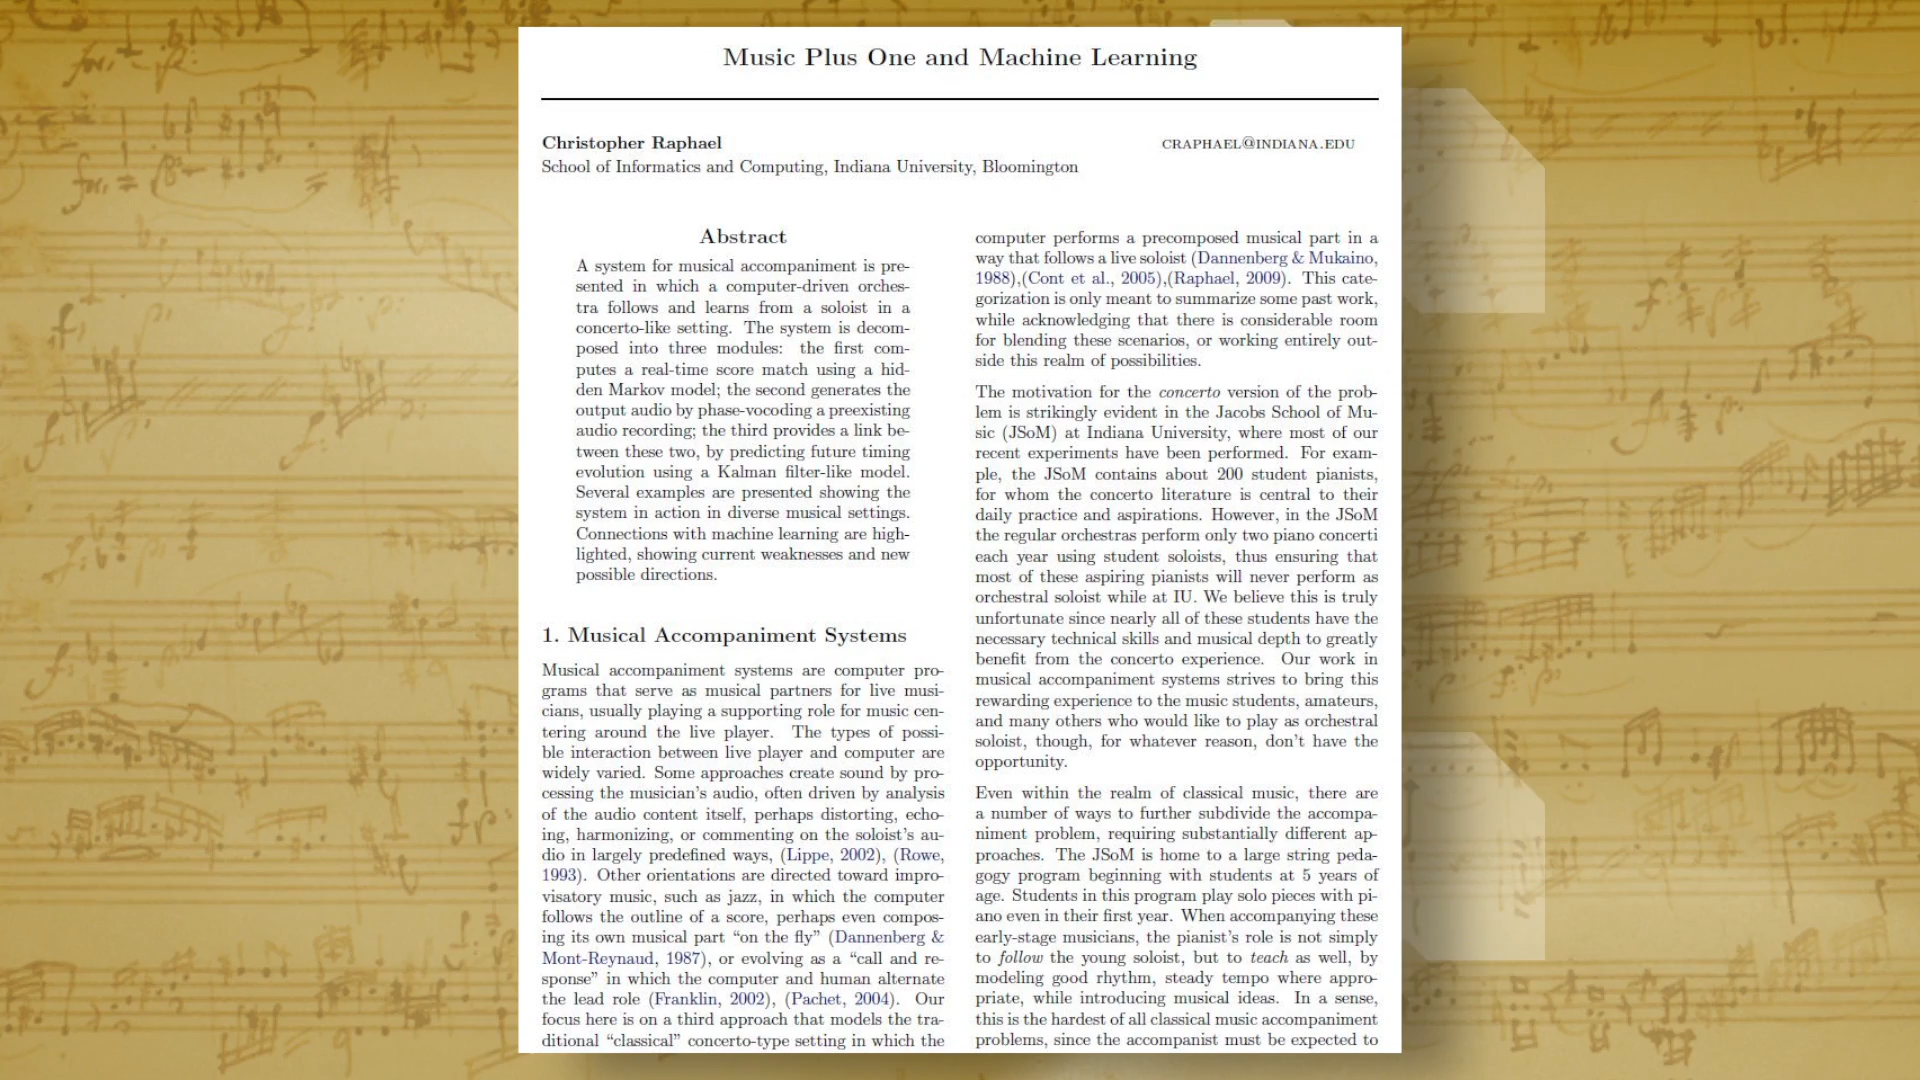 Music Plus One and Machine Learning
Christopher Raphael
CRAPHAEL@INDIANA.EDU
School of Informatics and Computing, Indiana University, Bloomington
Abstract
A system for musical accompaniment is pre-
sented in which a computer-driven orches-
tra follows and learns from a soloist in a
concerto-like setting. The system is decom-
posed into three modules: the first com-
putes a real-time score match using a hid-
den Markov model; the second generates the
output audio by phase-vocoding a preexisting
audio recording; the third provides a link be-
tween these two, by predicting future timing
evolution using a Kalman filter-like model.
Several examples are presented showing the
system in action in diverse musical settings.
Connections with machine learning are high-
lighted, showing current weaknesses and new
possible directions.
1. Musical Accompaniment Systems
Musical accompaniment systems are computer pro-
grams that serve as musical partners for live musi-
cians, usually playing a supporting role for music cen-
tering around the live player. The types of possi-
ble interaction between live player and computer are
widely varied. Some approaches create sound by pro-
cessing the musician's audio, often driven by analysis
of the audio content itself, perhaps distorting, echo-
ing, harmonizing, or commenting on the soloist's au-
dio in largely predefined ways, (Lippe, 2002), (Rowe,
1993). Other orientations are directed toward impro-
visatory music, such as jazz, in which the computer
follows the outline of a score, perhaps even compos-
ing its own musical part “on the fly” (Dannenberg &
Mont-Reynaud, 1987), or evolving as a “call and re-
sponse” in which the computer and human alternate
the lead role (Franklin, 2002), (Pachet, 2004). Our
focus here is on a third approach that models the tra-
ditional “classical” concerto-type setting in which the
computer performs a precomposed musical part in a
way that follows a live soloist (Dannenberg & Mukaino,
1988),(Cont et al., 2005),(Raphael, 2009). This cate-
gorization is only meant to summarize some past work,
while acknowledging that there is considerable room
for blending these scenarios, or working entirely out-
side this realm of possibilities.
The motivation for the concerto version of the prob-
lem is strikingly evident in the Jacobs School of Mu-
sic (JSoM) at Indiana University, where most of our
recent experiments have been performed. For exam-
ple, the JSoM contains about 200 student pianists,
for whom the concerto literature is central to their
daily practice and aspirations. However, in the JSoM
the regular orchestras perform only two piano concerti
each year using student soloists, thus ensuring that
most of these aspiring pianists will never perform as
orchestral soloist while at IU. We believe this is truly
unfortunate since nearly all of these students have the
necessary technical skills and musical depth to greatly
benefit from the concerto experience. Our work in
musical accompaniment systems strives to bring this
rewarding experience to the music students, amateurs,
and many others who would like to play as orchestral
soloist, though, for whatever reason, don't have the
opportunity.
Even within the realm of classical music, there are
a number of ways to further subdivide the accompa-
niment problem, requiring substantially different ap-
proaches. The JSoM is home to a large string peda-
gogy program beginning with students at 5 years of
age. Students in this program play solo pieces with pi-
ano even in their first year. When accompanying these
early-stage musicians, the pianist's role is not simply
to follow the young soloist, but to teach as well, by
modeling good rhythm, steady tempo where appro-
priate, while introducing musical ideas. In a sense,
this is the hardest of all classical music accompaniment
problems, since the accompanist must be expected to